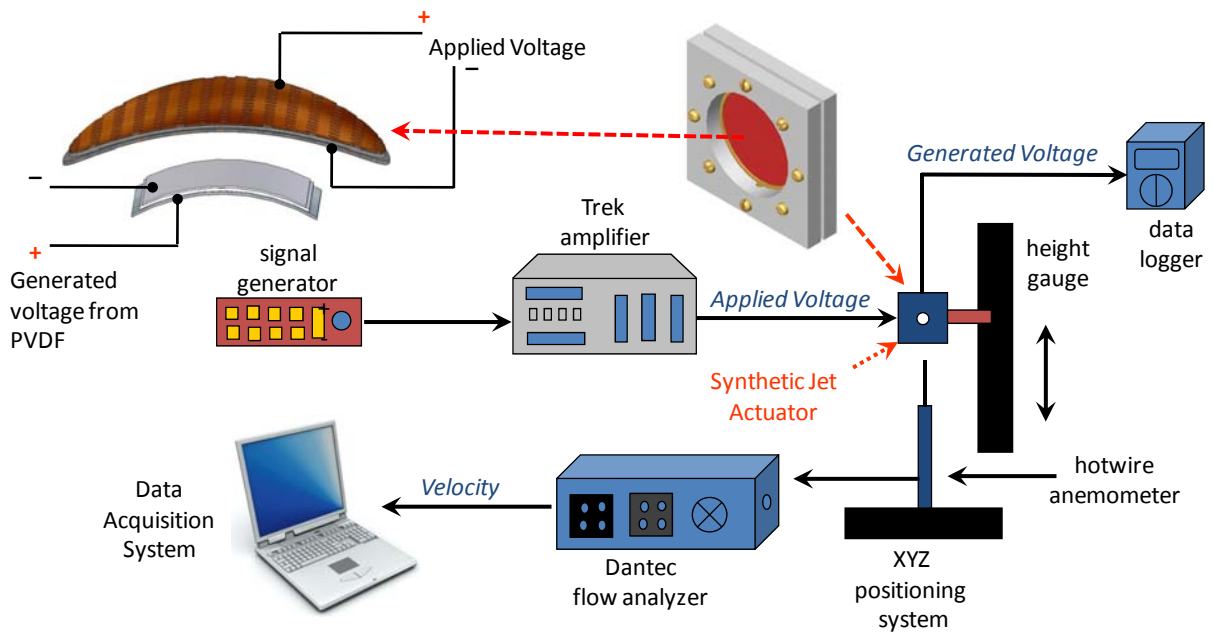 +
Applied Voltage
−
−
+
Generated
voltage from
PVDF
signal
generator
+
-
Trek
amplifier
Applied Voltage
Generated Voltage
data
logger
height
gauge
Synthetic Jet
Actuator
hotwire
anemometer
XYZ
positioning
system
Dantec
flow analyzer
Velocity
Data
Acquisition
System